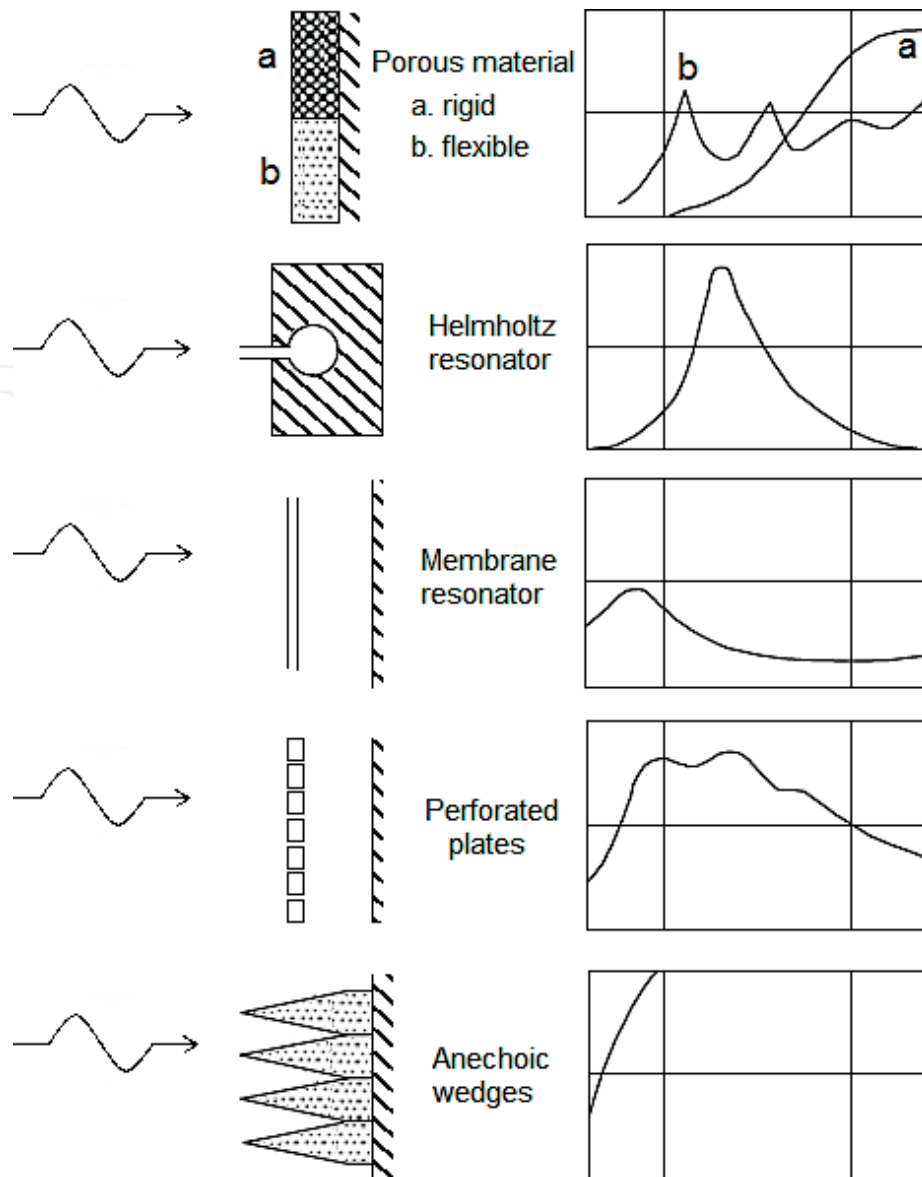 a
b
Porous material
a. rigid
b. flexible
b
a
Helmholtz
resonator
Membrane
resonator
Perforated
plates
Anechoic
wedges